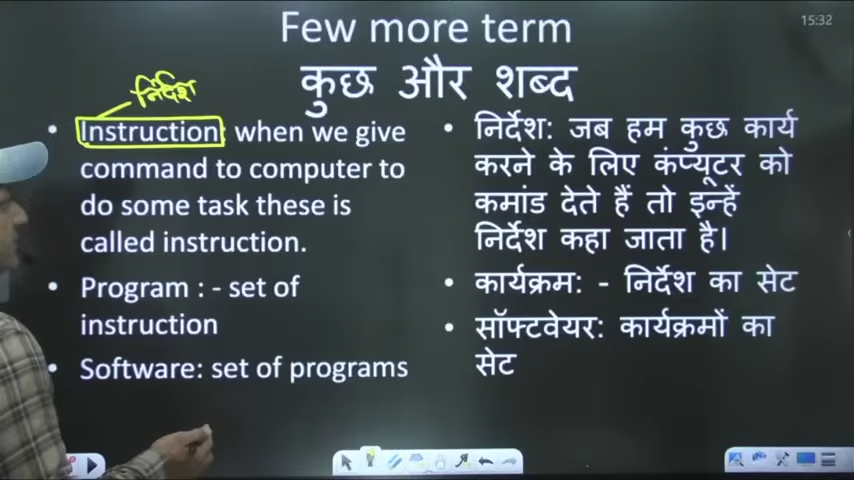 15:32
Few more term
कुछ और शब्द
निर्देश
Instruction: when we give
command to computer to
do some task these is
called instruction.
Program : - set of
instruction
Software: set of programs
निर्देश: जब हम कुछ कार्य
करने के लिए कंप्यूटर को
कमांड देते हैं तो इन्हें
निर्देश कहा जाता है।
कार्यक्रम: - निर्देश का सेट
सॉफ्टवेयर: कार्यक्रमों का
सेट